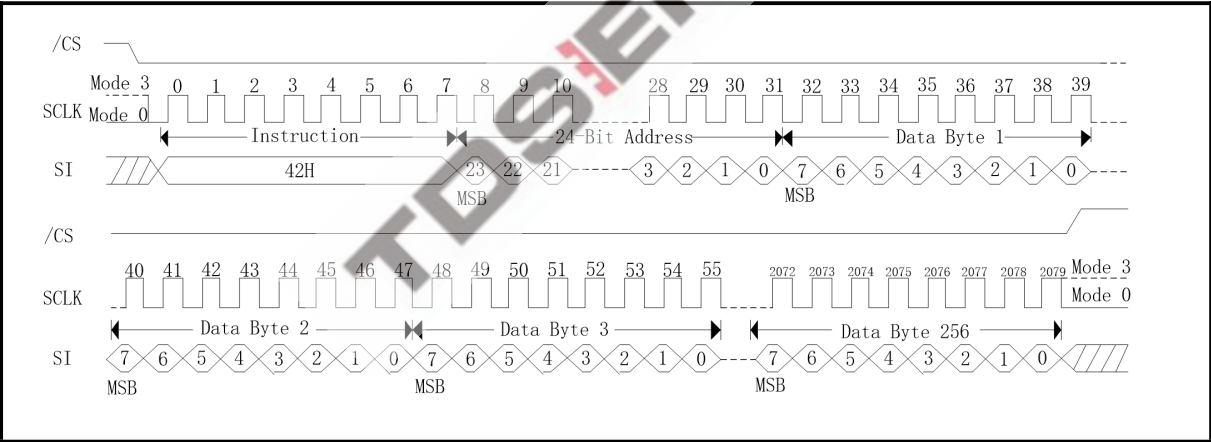 /CS
Mode 3 0 1 2 3 4 5 6 7 8 9 10 28 29 30 31 32 33 34 35 36 37 38 39
SCLK Mode 0
Instruction 24-Bit Address Data Byte 1
SI 42H 23 22 21 3 2 1 0 7 6 5 4 3 2 1 0
MSB MSB
/CS
40 41 42 43 44 45 46 47 48 49 50 51 52 53 54 55 2072 2073 2074 2075 2076 2077 2078 2079 Mode 3
SCLK Mode 0
Data Byte 2 Data Byte 3 Data Byte 256
SI 7 6 5 4 3 2 1 0 7 6 5 4 3 2 1 0 7 6 5 4 3 2 1 0
MSB MSB MSB